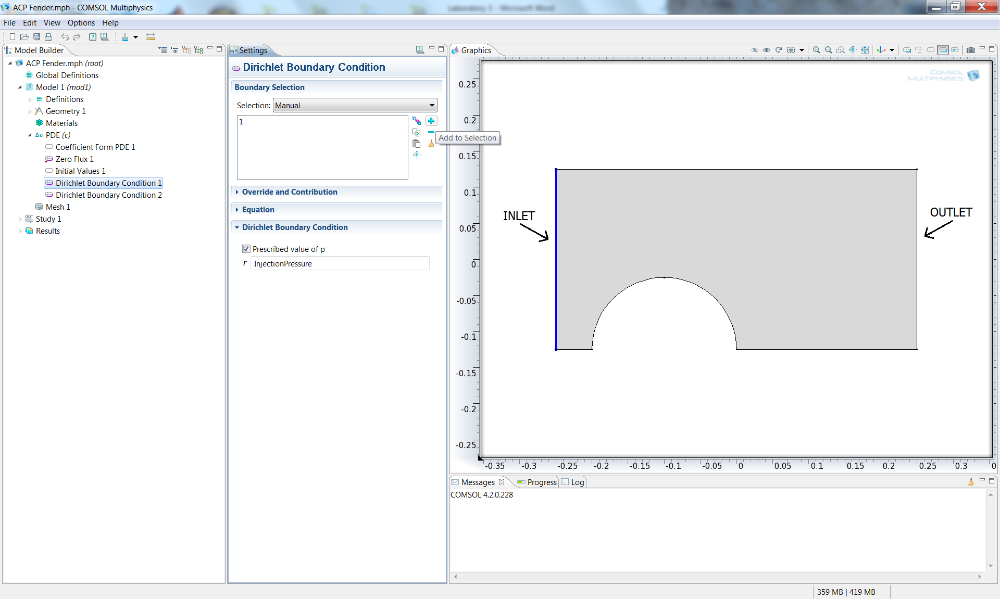 ACP Fender.mph - COMSOL Multiphysics
Laboratory 3 - Microsoft Word
File Edit View Options Help
Model Builder
ACP Fender.mph (root)
Global Definitions
Model 1 (mod1)
Definitions
Geometry 1
Materials
Δu PDE (c)
Coefficient Form PDE 1
Zero Flux 1
Initial Values 1
Dirichlet Boundary Condition 1
Dirichlet Boundary Condition 2
Mesh 1
Study 1
Results
Settings
Dirichlet Boundary Condition
Boundary Selection
Selection: Manual
1
Add to Selection
Override and Contribution
Equation
Dirichlet Boundary Condition
Prescribed value of p
r InjectionPressure
Graphics
COMSOL
MULTIPHYSICS
0.25
0.2
0.15
0.1
0.05
0
-0.05
-0.1
-0.15
-0.2
-0.25
INLET
OUTLET
-0.35 -0.3 -0.25 -0.2 -0.15 -0.1 -0.05 0 0.05 0.1 0.15 0.2 0.25 0.3 0
Messages Progress Log
COMSOL 4.2.0.228
359 MB | 419 MB